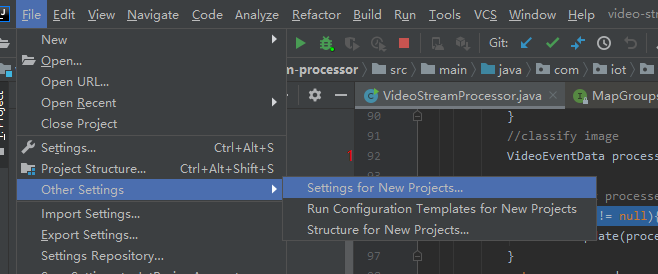 File Edit View Navigate Code Analyze Refactor Build Run Tools VCS Window Help video-str
New
Open...
Open URL...
Open Recent
Close Project
Settings... Ctrl+Alt+S
Project Structure... Ctrl+Alt+Shift+S
Other Settings
Import Settings...
Export Settings...
Settings Repository...
Settings for New Projects...
Run Configuration Templates for New Projects
Structure for New Projects...
m-processor src main java com iot
VideoStreamProcessor.java MapGroups
90 }
91 //classify image
1 92 VideoEventData process
processe
!= null){
date(proce
97 }
Project